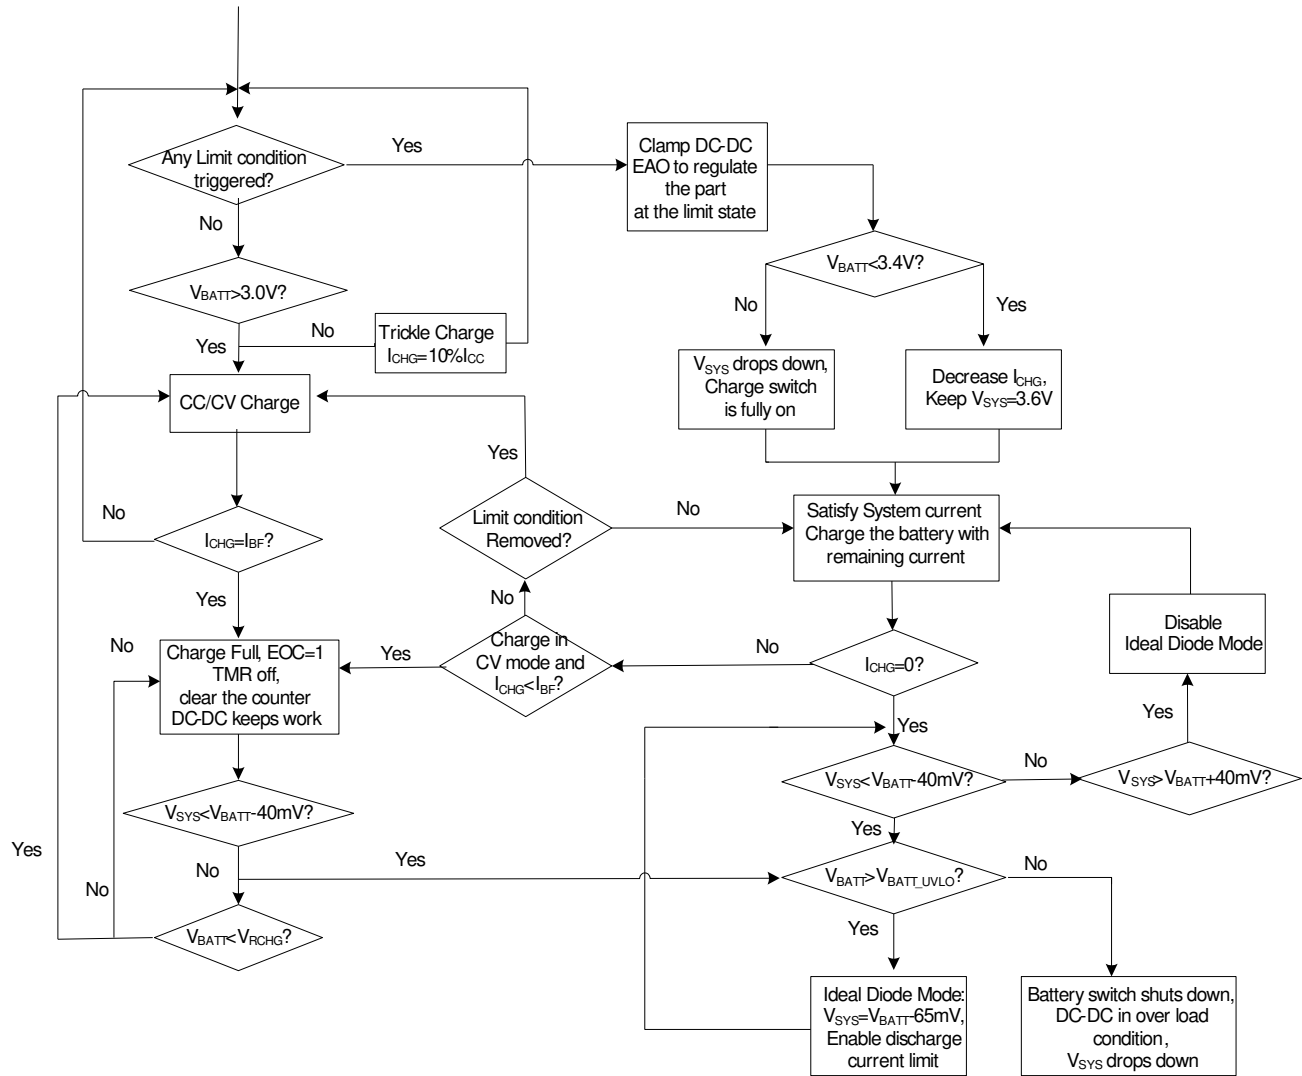 Any Limit condition
triggered?
Yes
No
Clamp DC-DC
EAO to regulate
the part
at the limit state
VBATT>3.0V?
VBATT<3.4V?
No
Yes
Yes
No
Trickle Charge
ICHG=10%ICC
VSYS drops down,
Charge switch
is fully on
Decrease ICHG,
Keep VSYS=3.6V
CC/CV Charge
Yes
No
ICHG=IBF?
Limit condition
Removed?
No
Satisfy System current
Charge the battery with
remaining current
Yes
No
No
Charge Full, EOC=1
TMR off,
clear the counter
DC-DC keeps work
Yes
Charge in
CV mode and
ICHG<IBF?
No
ICHG=0?
Disable
Ideal Diode Mode
Yes
Yes
VSYS<VBATT-40mV?
VSYS<VBATT-40mV?
No
VSYS>VBATT+40mV?
Yes
Yes
No
No
Yes
VBATT>VBATT_UVLO?
No
VBATT<VRCHG?
Yes
Ideal Diode Mode:
VSYS=VBATT-65mV,
Enable discharge
current limit
Battery switch shuts down,
DC-DC in over load
condition,
VSYS drops down